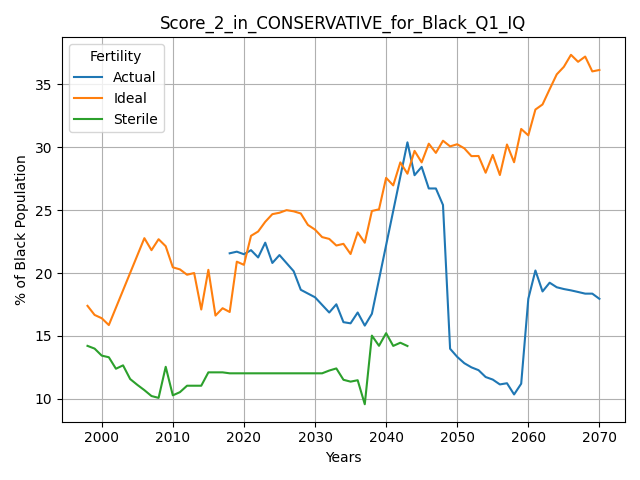 Score_2_in_CONSERVATIVE_for_Black_Q1_IQ
Fertility
Actual
Ideal
Sterile
% of Black Population
35
30
25
20
15
10
2000 2010 2020 2030 2040 2050 2060 2070
Years